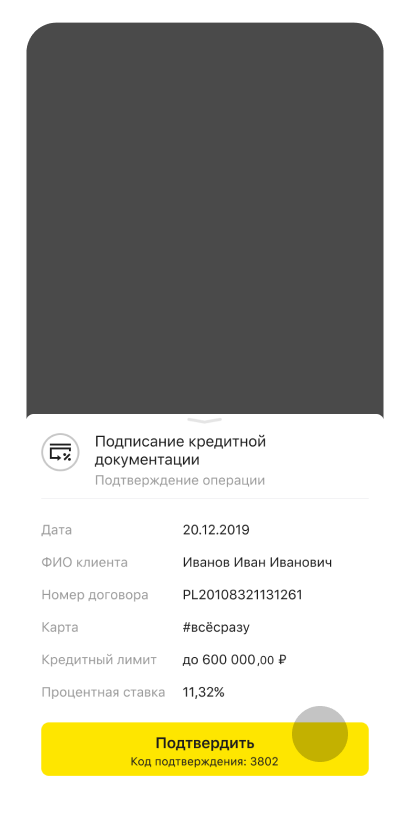 Подписание кредитной
документации
Подтверждение операции
Дата 20.12.2019
ФИО клиента Иванов Иван Иванович
Номер договора PL20108321131261
Карта #всёсразу
Кредитный лимит до 600 000,00 ₽
Процентная ставка 11,32%
Подтвердить
Код подтверждения: 3802